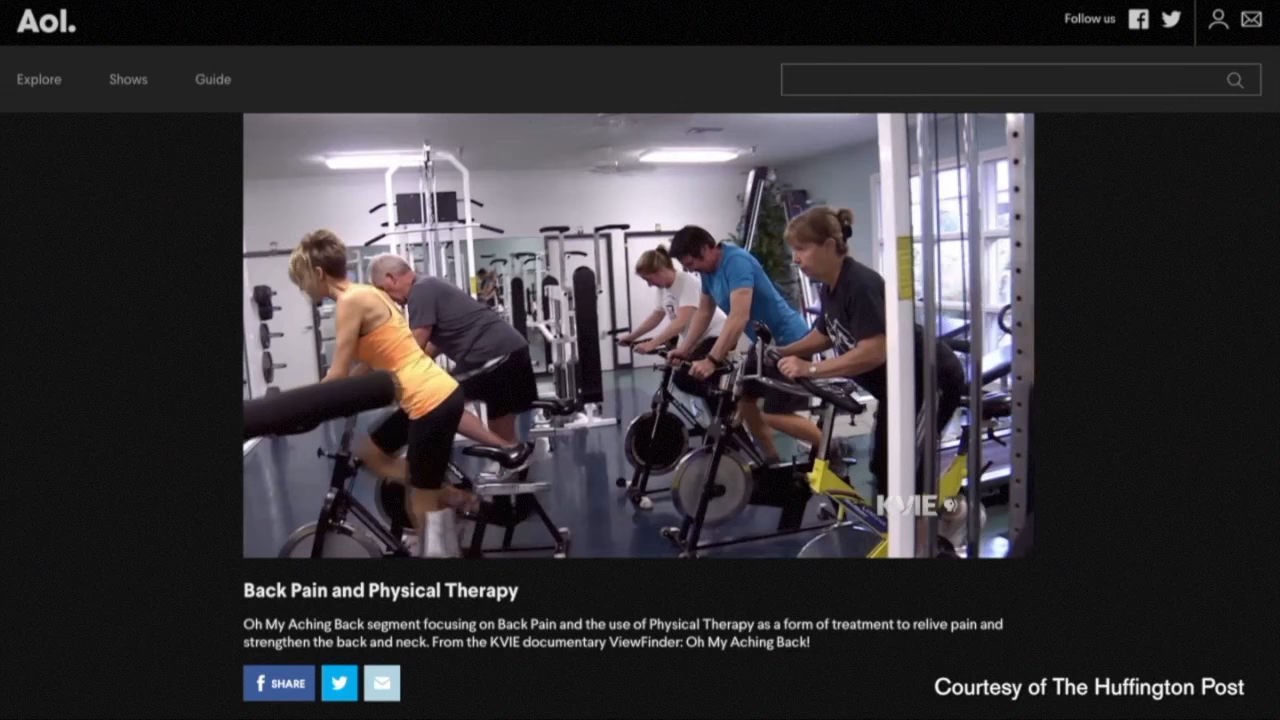 Aol.
Follow us
Explore
Shows
Guide
KVIE
Back Pain and Physical Therapy
Oh My Aching Back segment focusing on Back Pain and the use of Physical Therapy as a form of treatment to relive pain and
strengthen the back and neck. From the KVIE documentary ViewFinder: Oh My Aching Back!
SHARE
Courtesy of The Huffington Post